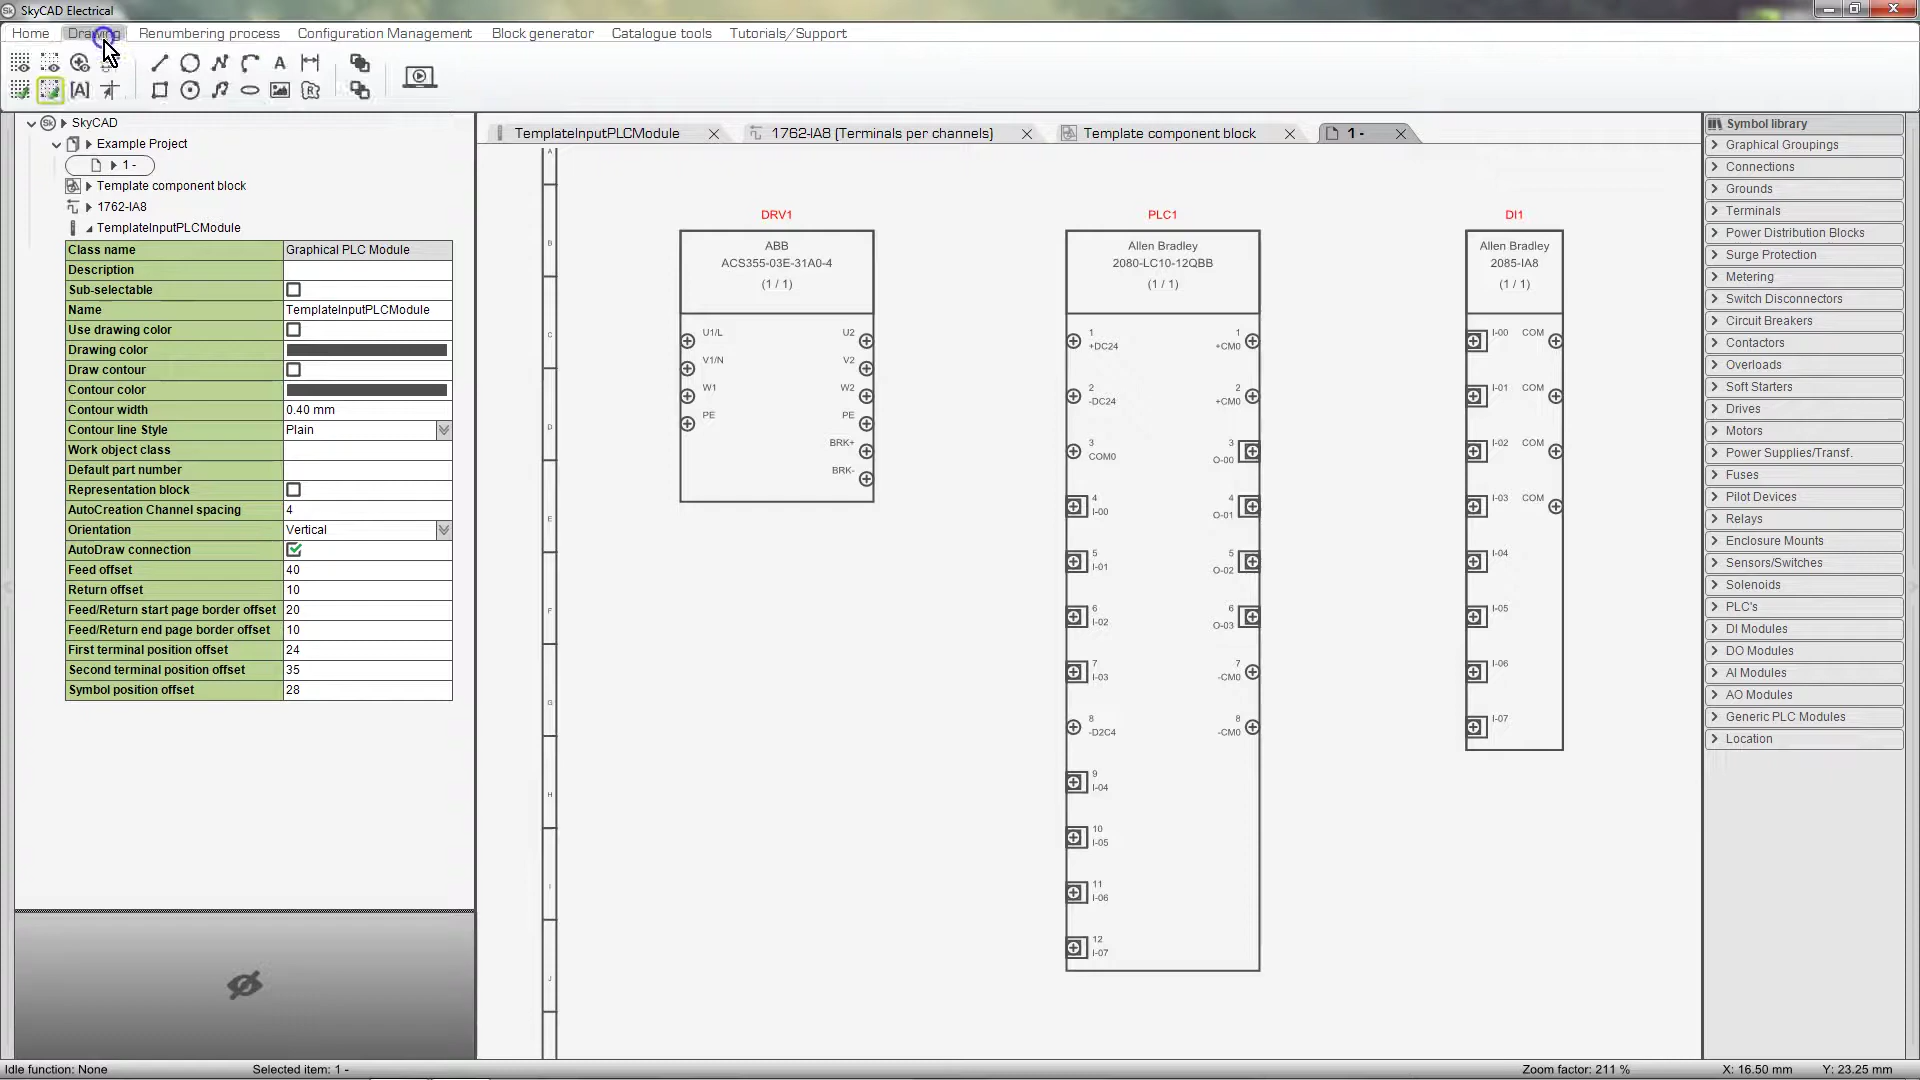 SkyCAD Electrical
Home Drawing Renumbering process Configuration Management Block generator Catalogue tools Tutorials/Support
SkyCAD
Example Project
1 -
Template component block
1762-IA8
TemplateInputPLCModule
Class name Graphical PLC Module
Description
Sub-selectable
Name TemplateInputPLCModule
Use drawing color
Drawing color
Draw contour
Contour color
Contour width 0.40 mm
Contour line Style Plain
Work object class
Default part number
Representation block
AutoCreation Channel spacing 4
Orientation Vertical
AutoDraw connection
Feed offset 40
Return offset 10
Feed/Return start page border offset 20
Feed/Return end page border offset 10
First terminal position offset 24
Second terminal position offset 35
Symbol position offset 28
TemplateInputPLCModule 1762-IA8 [Terminals per channels] Template component block 1 -
A
B
C
D
E
F
G
H
I
J
DRV1
ABB
ACS355-03E-31A0-4
(1 / 1)
U1/L U2
V1/N V2
W1 W2
PE PE
BRK+
BRK-
PLC1
Allen Bradley
2080-LC10-12QBB
(1 / 1)
1 1
+DC24 +CM0
2 2
-DC24 +CM0
3 3
COM0 O-00
4 4
I-00 O-01
5 5
I-01 O-02
6 6
I-02 O-03
7 7
I-03 -CM0
8 8
-D2C4 -CM0
9
I-04
10
I-05
11
I-06
12
I-07
DI1
Allen Bradley
2085-IA8
(1 / 1)
I-00 COM
I-01 COM
I-02 COM
I-03 COM
I-04
I-05
I-06
I-07
Symbol library
Graphical Groupings
Connections
Grounds
Terminals
Power Distribution Blocks
Surge Protection
Metering
Switch Disconnectors
Circuit Breakers
Contactors
Overloads
Soft Starters
Drives
Motors
Power Supplies/Transf.
Fuses
Pilot Devices
Relays
Enclosure Mounts
Sensors/Switches
Solenoids
PLC's
DI Modules
DO Modules
AI Modules
AO Modules
Generic PLC Modules
Location
Idle function: None Selected item: 1 - Zoom factor: 211 % X: 16.50 mm Y: 23.25 mm